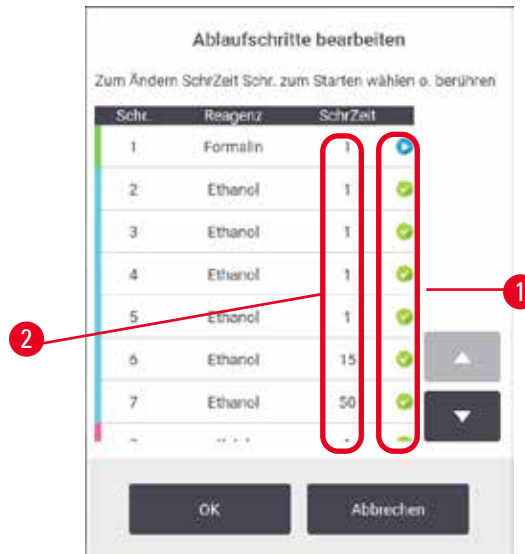 Ablaufschritte bearbeiten
Zum Ändern SchrZeit Schr. zum Starten wählen o. berühren
Schr. Reagenz SchrZeit
1 Formalin 1
2 Ethanol 1
3 Ethanol 1
4 Ethanol 1
5 Ethanol 1
6 Ethanol 15
7 Ethanol 50
1
2
OK Abbrechen